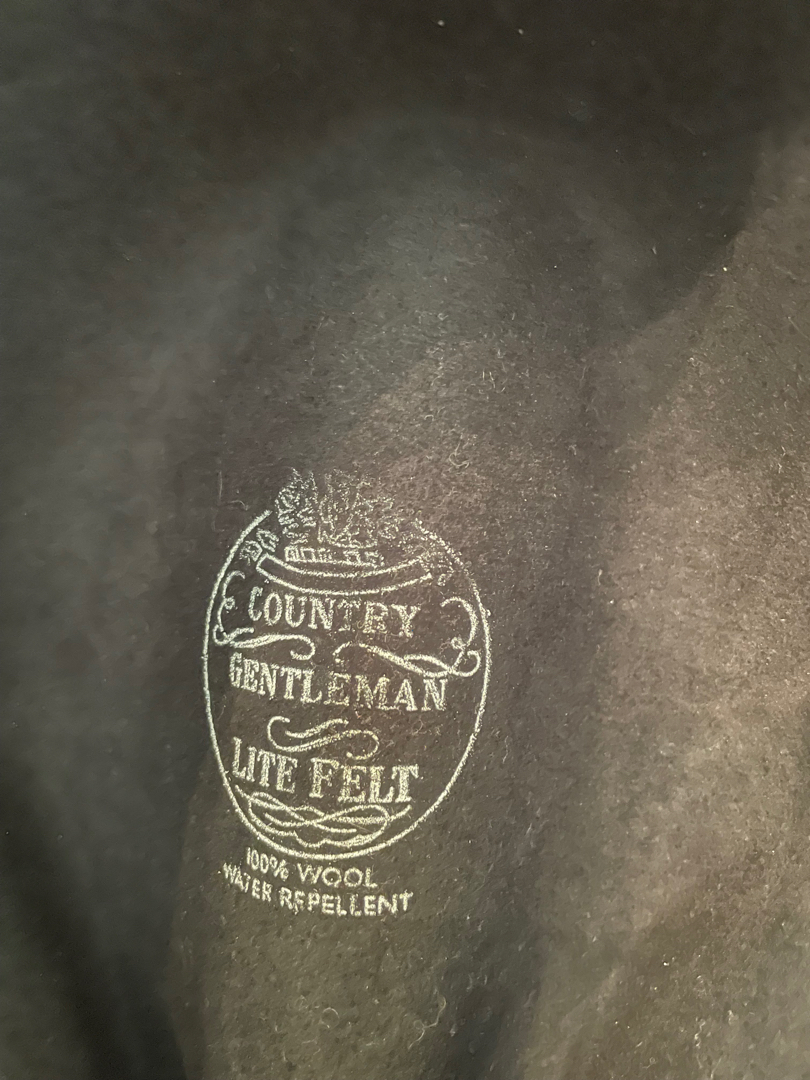 COUNTRY
GENTLEMAN
LITE FELT
100% WOOL
WATER REPELLENT